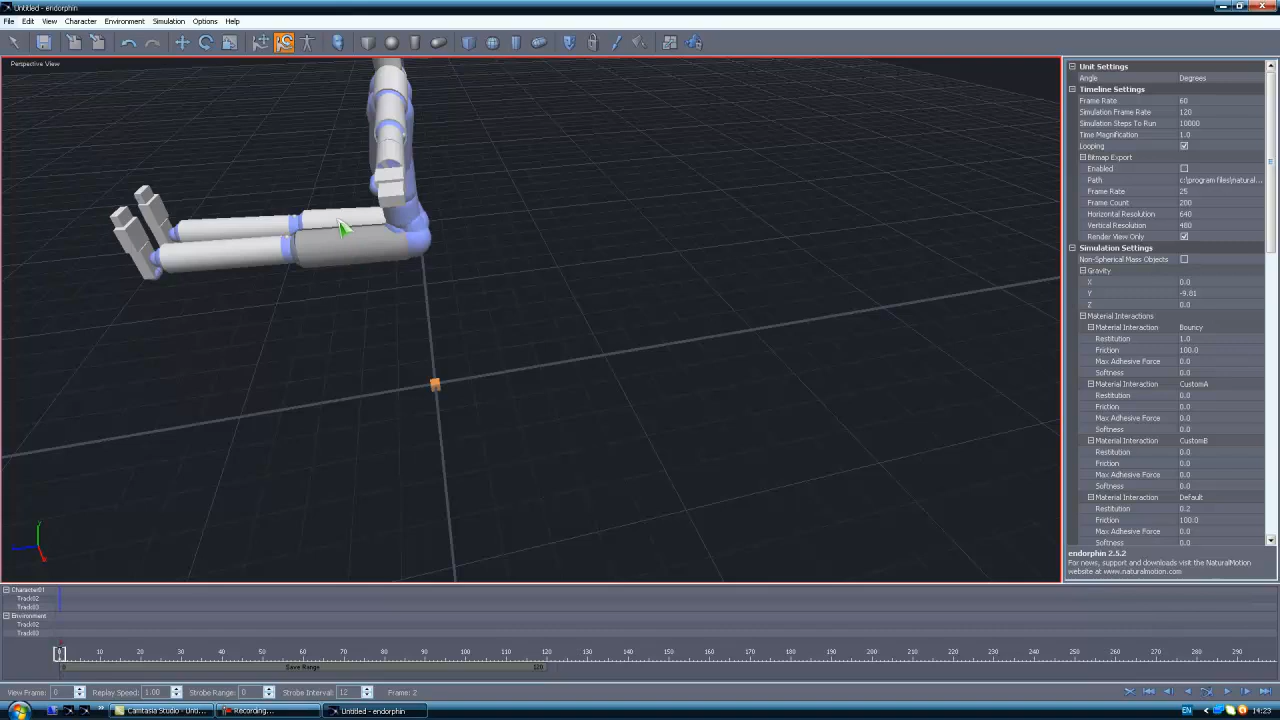 Untitled - endorphin
File Edit View Character Environment Simulation Options Help
Perspective View
Unit Settings
Angle Degrees
Timeline Settings
Frame Rate 60
Simulation Frame Rate 120
Simulation Steps To Run 10000
Time Magnification 1.0
Looping
Bitmap Export
Enabled
Path c:\program files\natural...
Frame Rate 25
Frame Count 200
Horizontal Resolution 640
Vertical Resolution 480
Render View Only
Simulation Settings
Non-Spherical Mass Objects
Gravity
X 0.0
Y -9.81
Z 0.0
Material Interactions
Material Interaction Bouncy
Restitution 1.0
Friction 100.0
Max Adhesive Force 0.0
Softness 0.0
Material Interaction CustomA
Restitution 0.0
Friction 0.0
Max Adhesive Force 0.0
Softness 0.0
Material Interaction CustomB
Restitution 0.0
Friction 0.0
Max Adhesive Force 0.0
Softness 0.0
Material Interaction Default
Restitution 0.2
Friction 100.0
Max Adhesive Force 0.0
Softness 0.0
endorphin 2.5.2
For news, support and downloads visit the NaturalMotion
website at www.naturalmotion.com
Character01
Track02
Track03
Environment
Track02
Track03
0 10 20 30 40 50 60 70 80 90 100 110 120 130 140 150 160 170 180 190 200 210 220 230 240 250 260 270 280 290
0 Save Range 120
View Frame: 0 Replay Speed: 1.00 Strobe Range: 0 Strobe Interval: 12 Frame: 2
Camtasia Studio - Unti... Recording... Untitled - endorphin EN 14:23